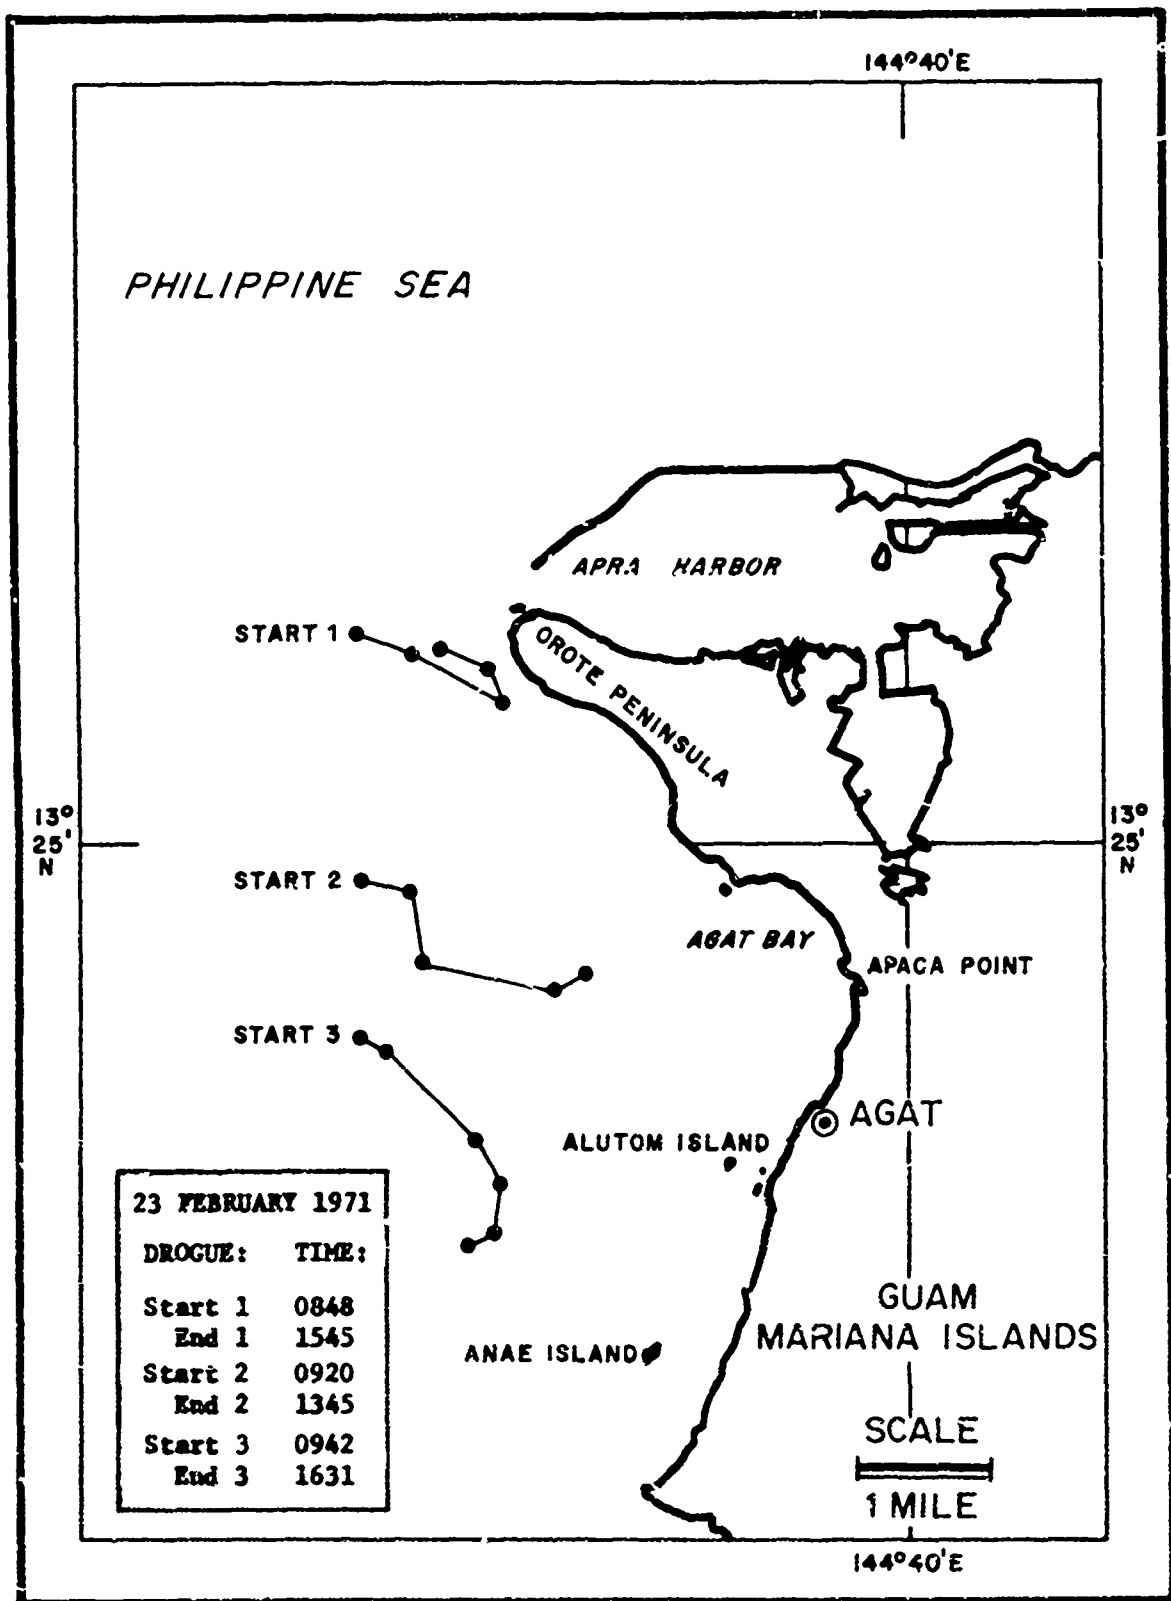 144°40'E
PHILIPPINE SEA
APRA HARBOR
START 1
OROTE PENINSULA
13°
25'
N
13°
25'
N
START 2
AGAT BAY
APACA POINT
START 3
AGAT
ALUTOM ISLAND
23 FEBRUARY 1971
DROGUE: TIME:
Start 1 0848
End 1 1545
Start 2 0920
End 2 1345
Start 3 0942
End 3 1631
GUAM
MARIANA ISLANDS
ANAE ISLAND
SCALE
1 MILE
144°40'E